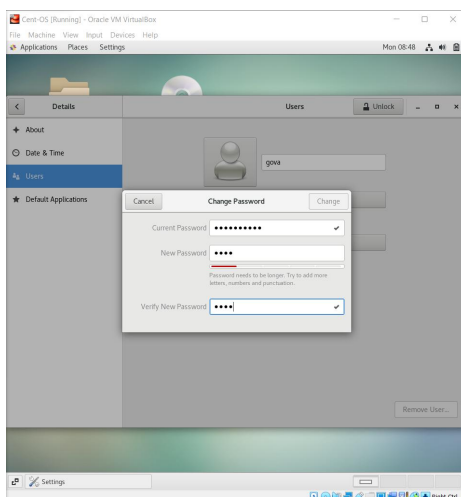 Cent-OS [Running] - Oracle VM VirtualBox
File Machine View Input Devices Help
Applications Places Settings Mon 08:48
Details Users Unlock
About
Date & Time
Users
Default Applications
gova
Cancel Change Password Change
Current Password ••••••••••
New Password ••••
Password needs to be longer. Try to add more
letters, numbers and punctuation.
Verify New Password ••••
Remove User...
Settings
Right Ctrl